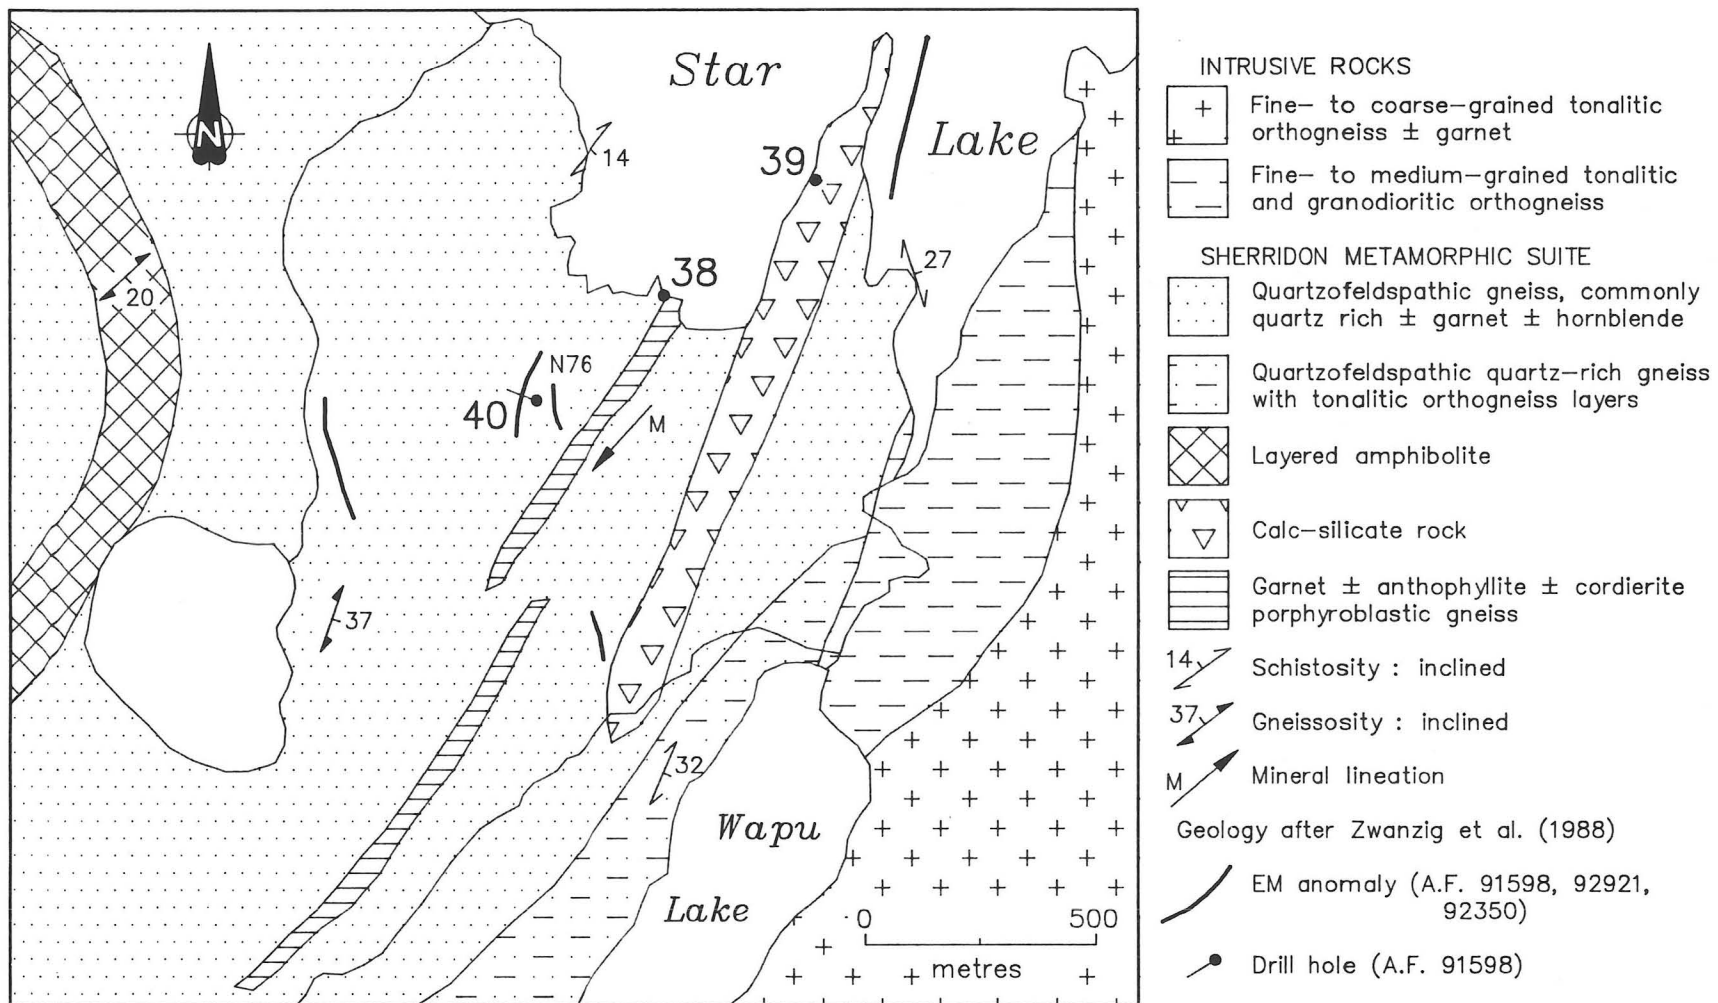 Star
Lake
N
14
39
38
27
20
N76
40
M
37
32
Wapu
Lake
0 500
metres
INTRUSIVE ROCKS
Fine- to coarse-grained tonalitic
orthogneiss ± garnet
Fine- to medium-grained tonalitic
and granodioritic orthogneiss
SHERRIDON METAMORPHIC SUITE
Quartzofeldspathic gneiss, commonly
quartz rich ± garnet ± hornblende
Quartzofeldspathic quartz-rich gneiss
with tonalitic orthogneiss layers
Layered amphibolite
Calc-silicate rock
Garnet ± anthophyllite ± cordierite
porphyroblastic gneiss
14 Schistosity : inclined
37 Gneissosity : inclined
M Mineral lineation
Geology after Zwanzig et al. (1988)
EM anomaly (A.F. 91598, 92921,
92350)
Drill hole (A.F. 91598)